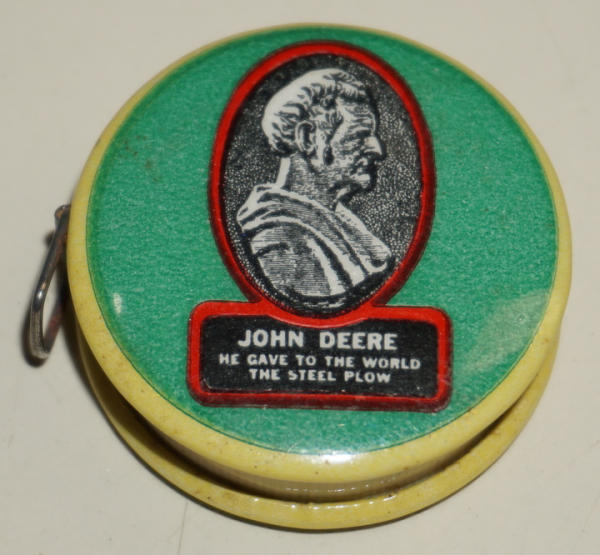 JOHN DEERE
HE GAVE TO THE WORLD
THE STEEL PLOW